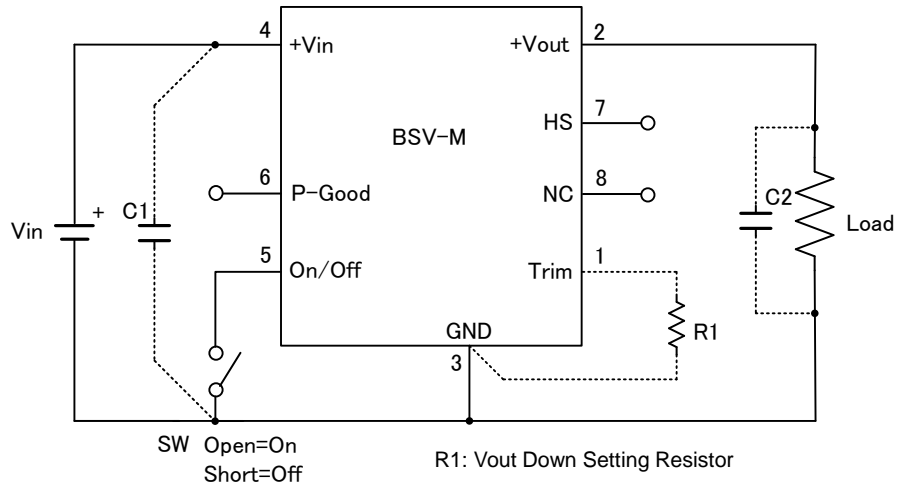 4
+Vin
+Vout
2
BSV-M
HS
7
6
P-Good
NC
8
Vin
+
C1
C2
Load
5
On/Off
Trim
1
GND
3
R1
SW
Open=On
Short=Off
R1: Vout Down Setting Resistor